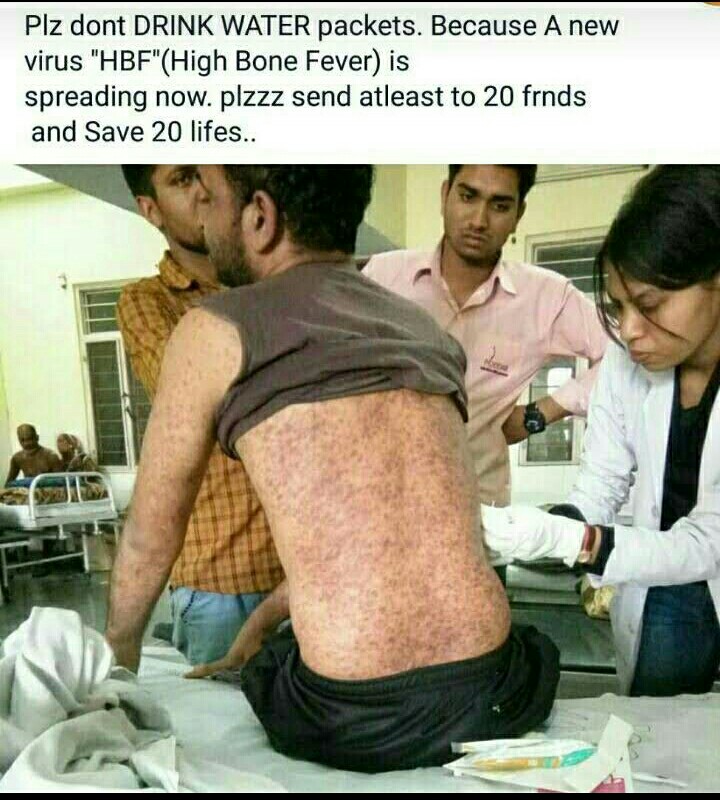 Plz dont DRINK WATER packets. Because A new
virus "HBF"(High Bone Fever) is
spreading now. plzzz send atleast to 20 frnds
and Save 20 lifes..